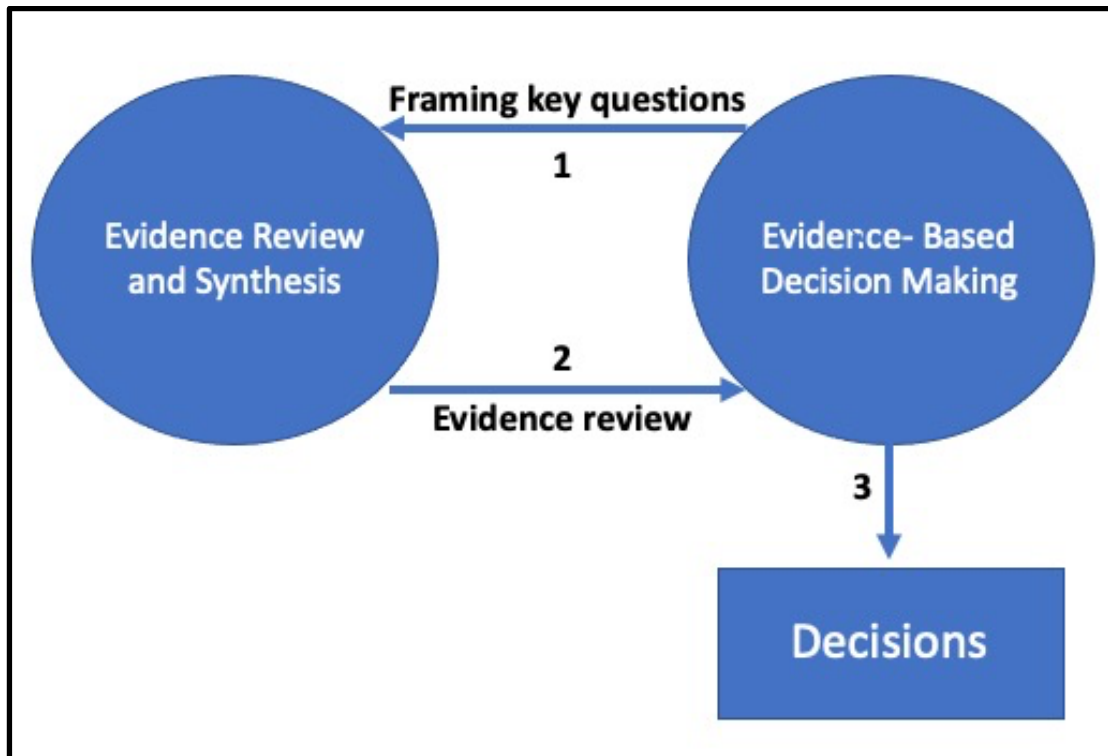 Framing key questions
1
Evidence Review
and Synthesis
Evidence- Based
Decision Making
2
Evidence review
3
Decisions